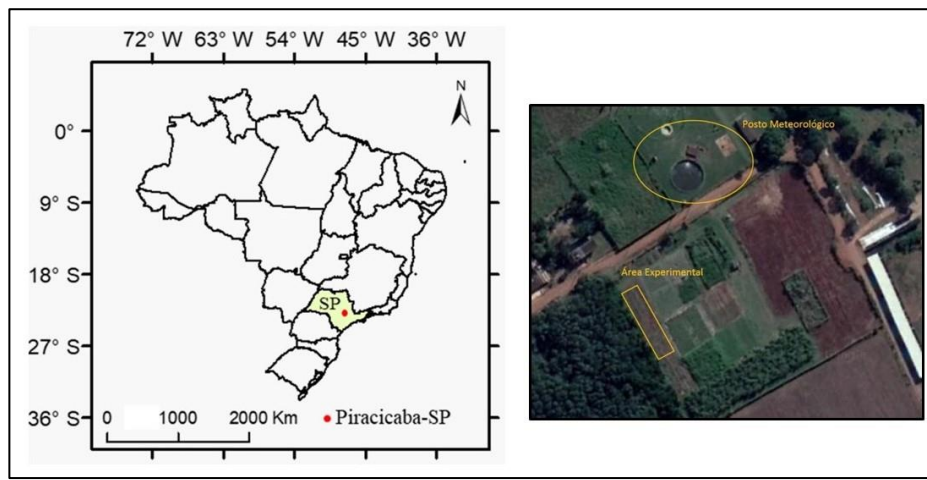 72° W 63° W 54° W 45° W 36° W
N
0°
9° S
18° S
27° S
36° S
SP
0 1000 2000 Km
Piracicaba-SP
Posto Meteorológico
Área Experimental